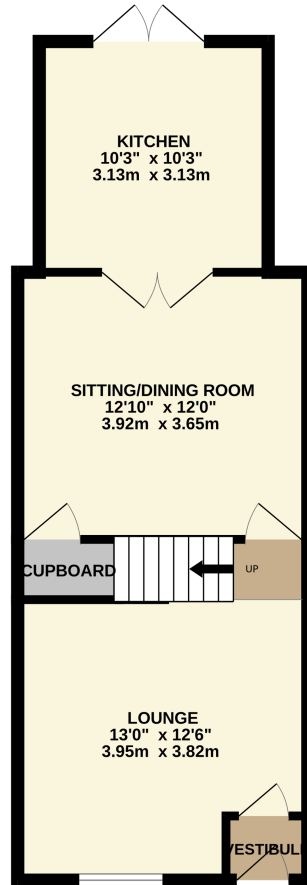 KITCHEN
10'3" x 10'3"
3.13m x 3.13m
SITTING/DINING ROOM
12'10" x 12'0"
3.92m x 3.65m
CUPBOARD
UP
LOUNGE
13'0" x 12'6"
3.95m x 3.82m
VESTIBULE